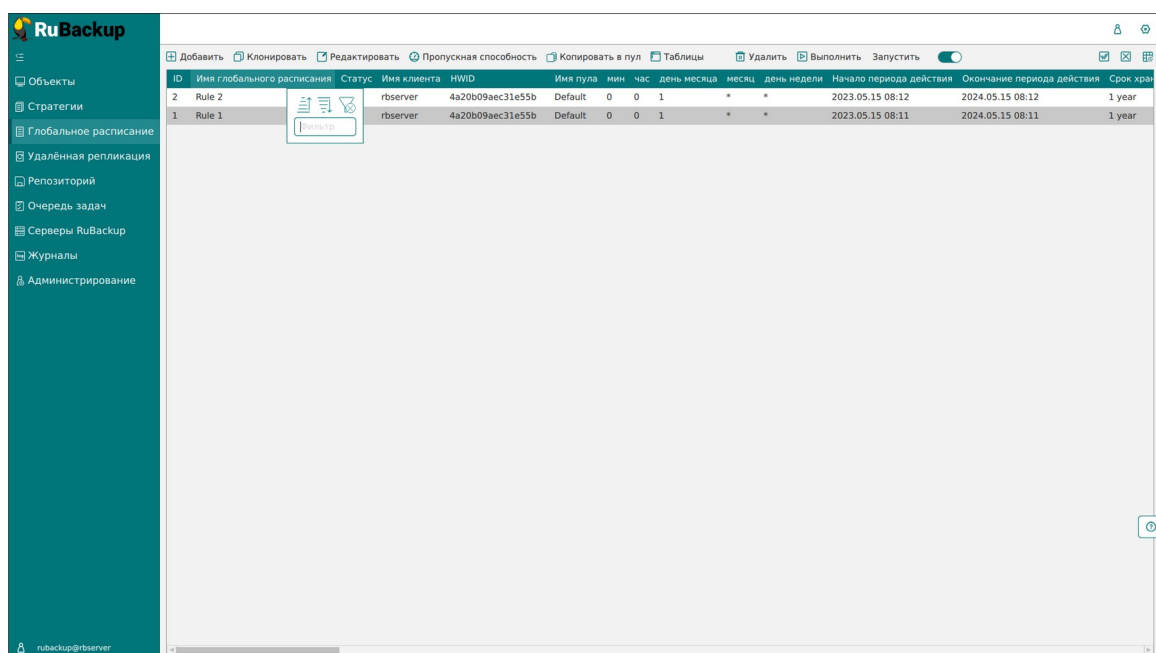 RuBackup
Добавить Клонировать Редактировать Пропускная способность Копировать в пул Таблицы Удалить Выполнить Запустить
Объекты
Стратегии
Глобальное расписание
Удалённая репликация
Репозиторий
Очередь задач
Серверы RuBackup
Журналы
Администрирование
rubackup@rbserver
ID Имя глобального расписания Статус Имя клиента HWID Имя пула мин час день месяца месяц день недели Начало периода действия Окончание периода действия Срок хран
2 Rule 2 rbserver 4a20b09aec31e55b Default 0 0 1 * * 2023.05.15 08:12 2024.05.15 08:12 1 year
1 Rule 1 rbserver 4a20b09aec31e55b Default 0 0 1 * * 2023.05.15 08:11 2024.05.15 08:11 1 year
Фильтр